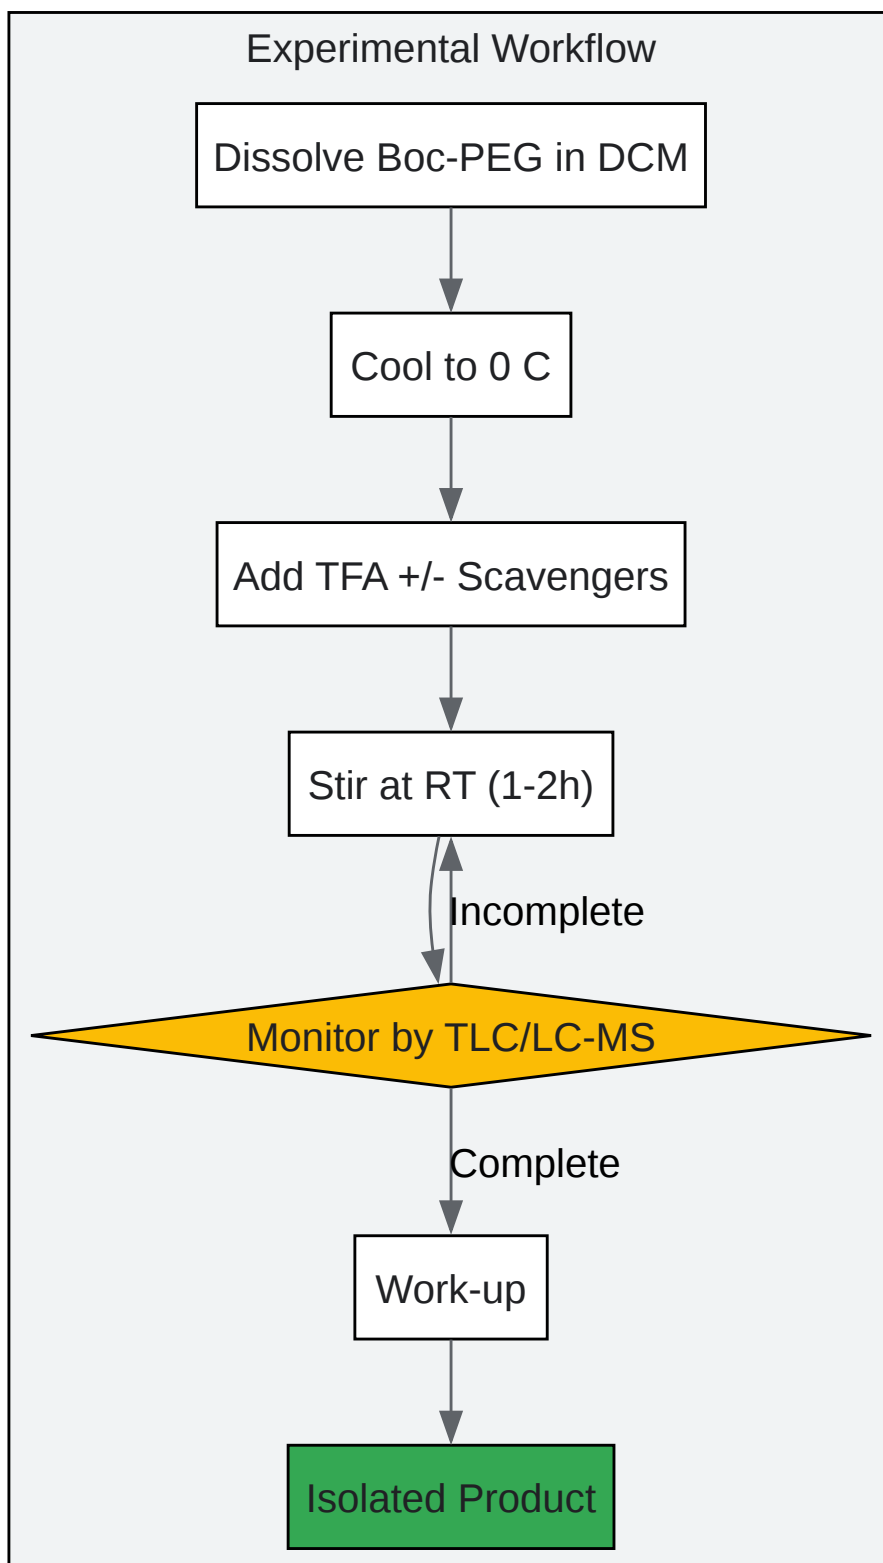 Experimental Workflow
Dissolve Boc-PEG in DCM
Cool to 0 C
Add TFA +/- Scavengers
Stir at RT (1-2h)
Incomplete
Monitor by TLC/LC-MS
Complete
Work-up
Isolated Product